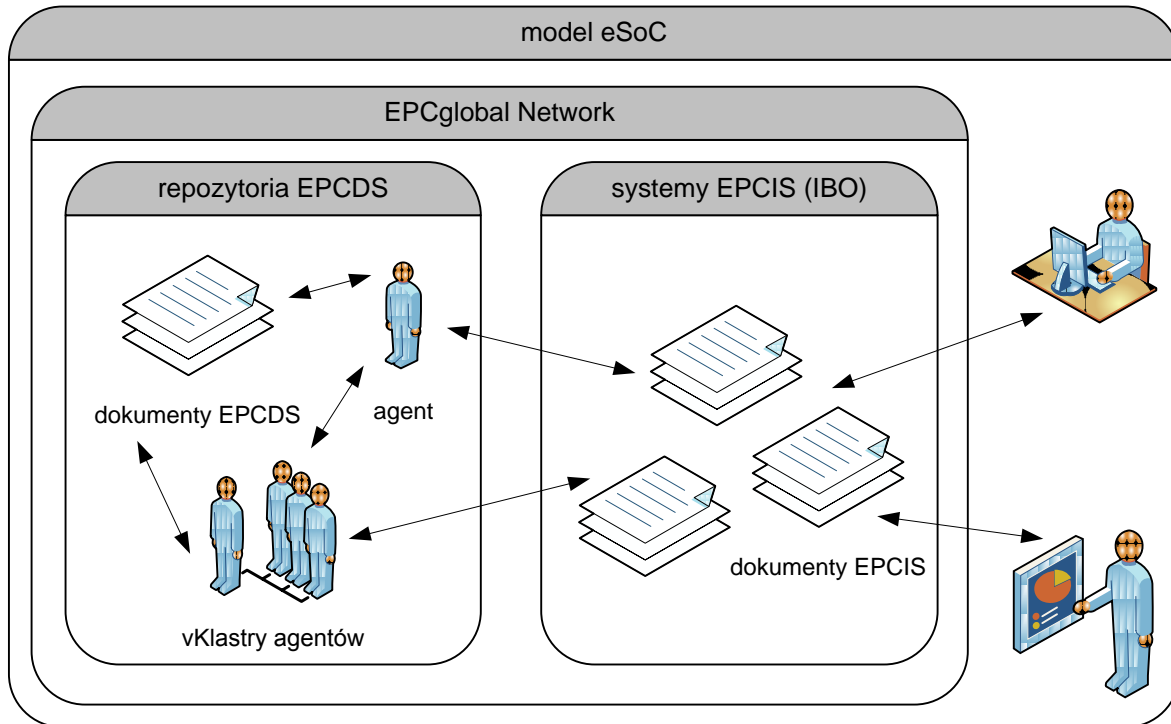 model eSoC
EPCglobal Network
repozytoria EPCDS
systemy EPCIS (IBO)
dokumenty EPCDS
agent
vKlastry agentów
dokumenty EPCIS